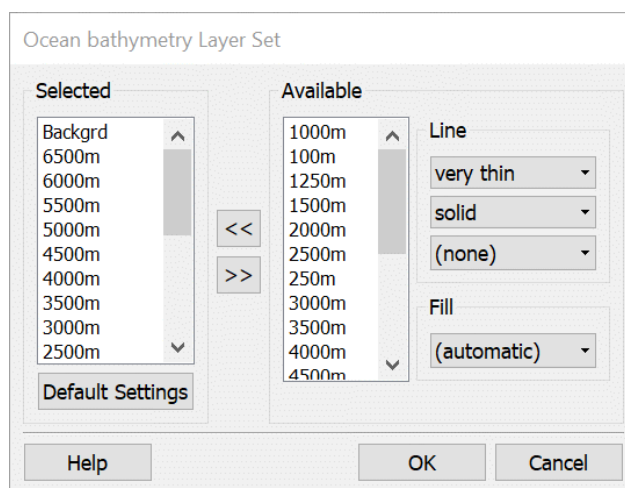 Ocean bathymetry Layer Set
Selected
Backgrd
6500m
6000m
5500m
5000m
4500m
4000m
3500m
3000m
2500m
Default Settings
<<
>>
Available
1000m
100m
1250m
1500m
2000m
2500m
250m
3000m
3500m
4000m
4500m
Line
very thin
solid
(none)
Fill
(automatic)
Help
OK
Cancel